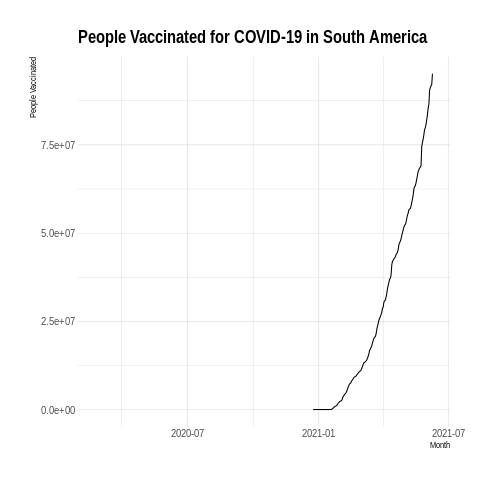 People Vaccinated for COVID-19 in South America
People Vaccinated
7.5e+07
5.0e+07
2.5e+07
0.0e+00
2020-07
2021-01
2021-07
Month